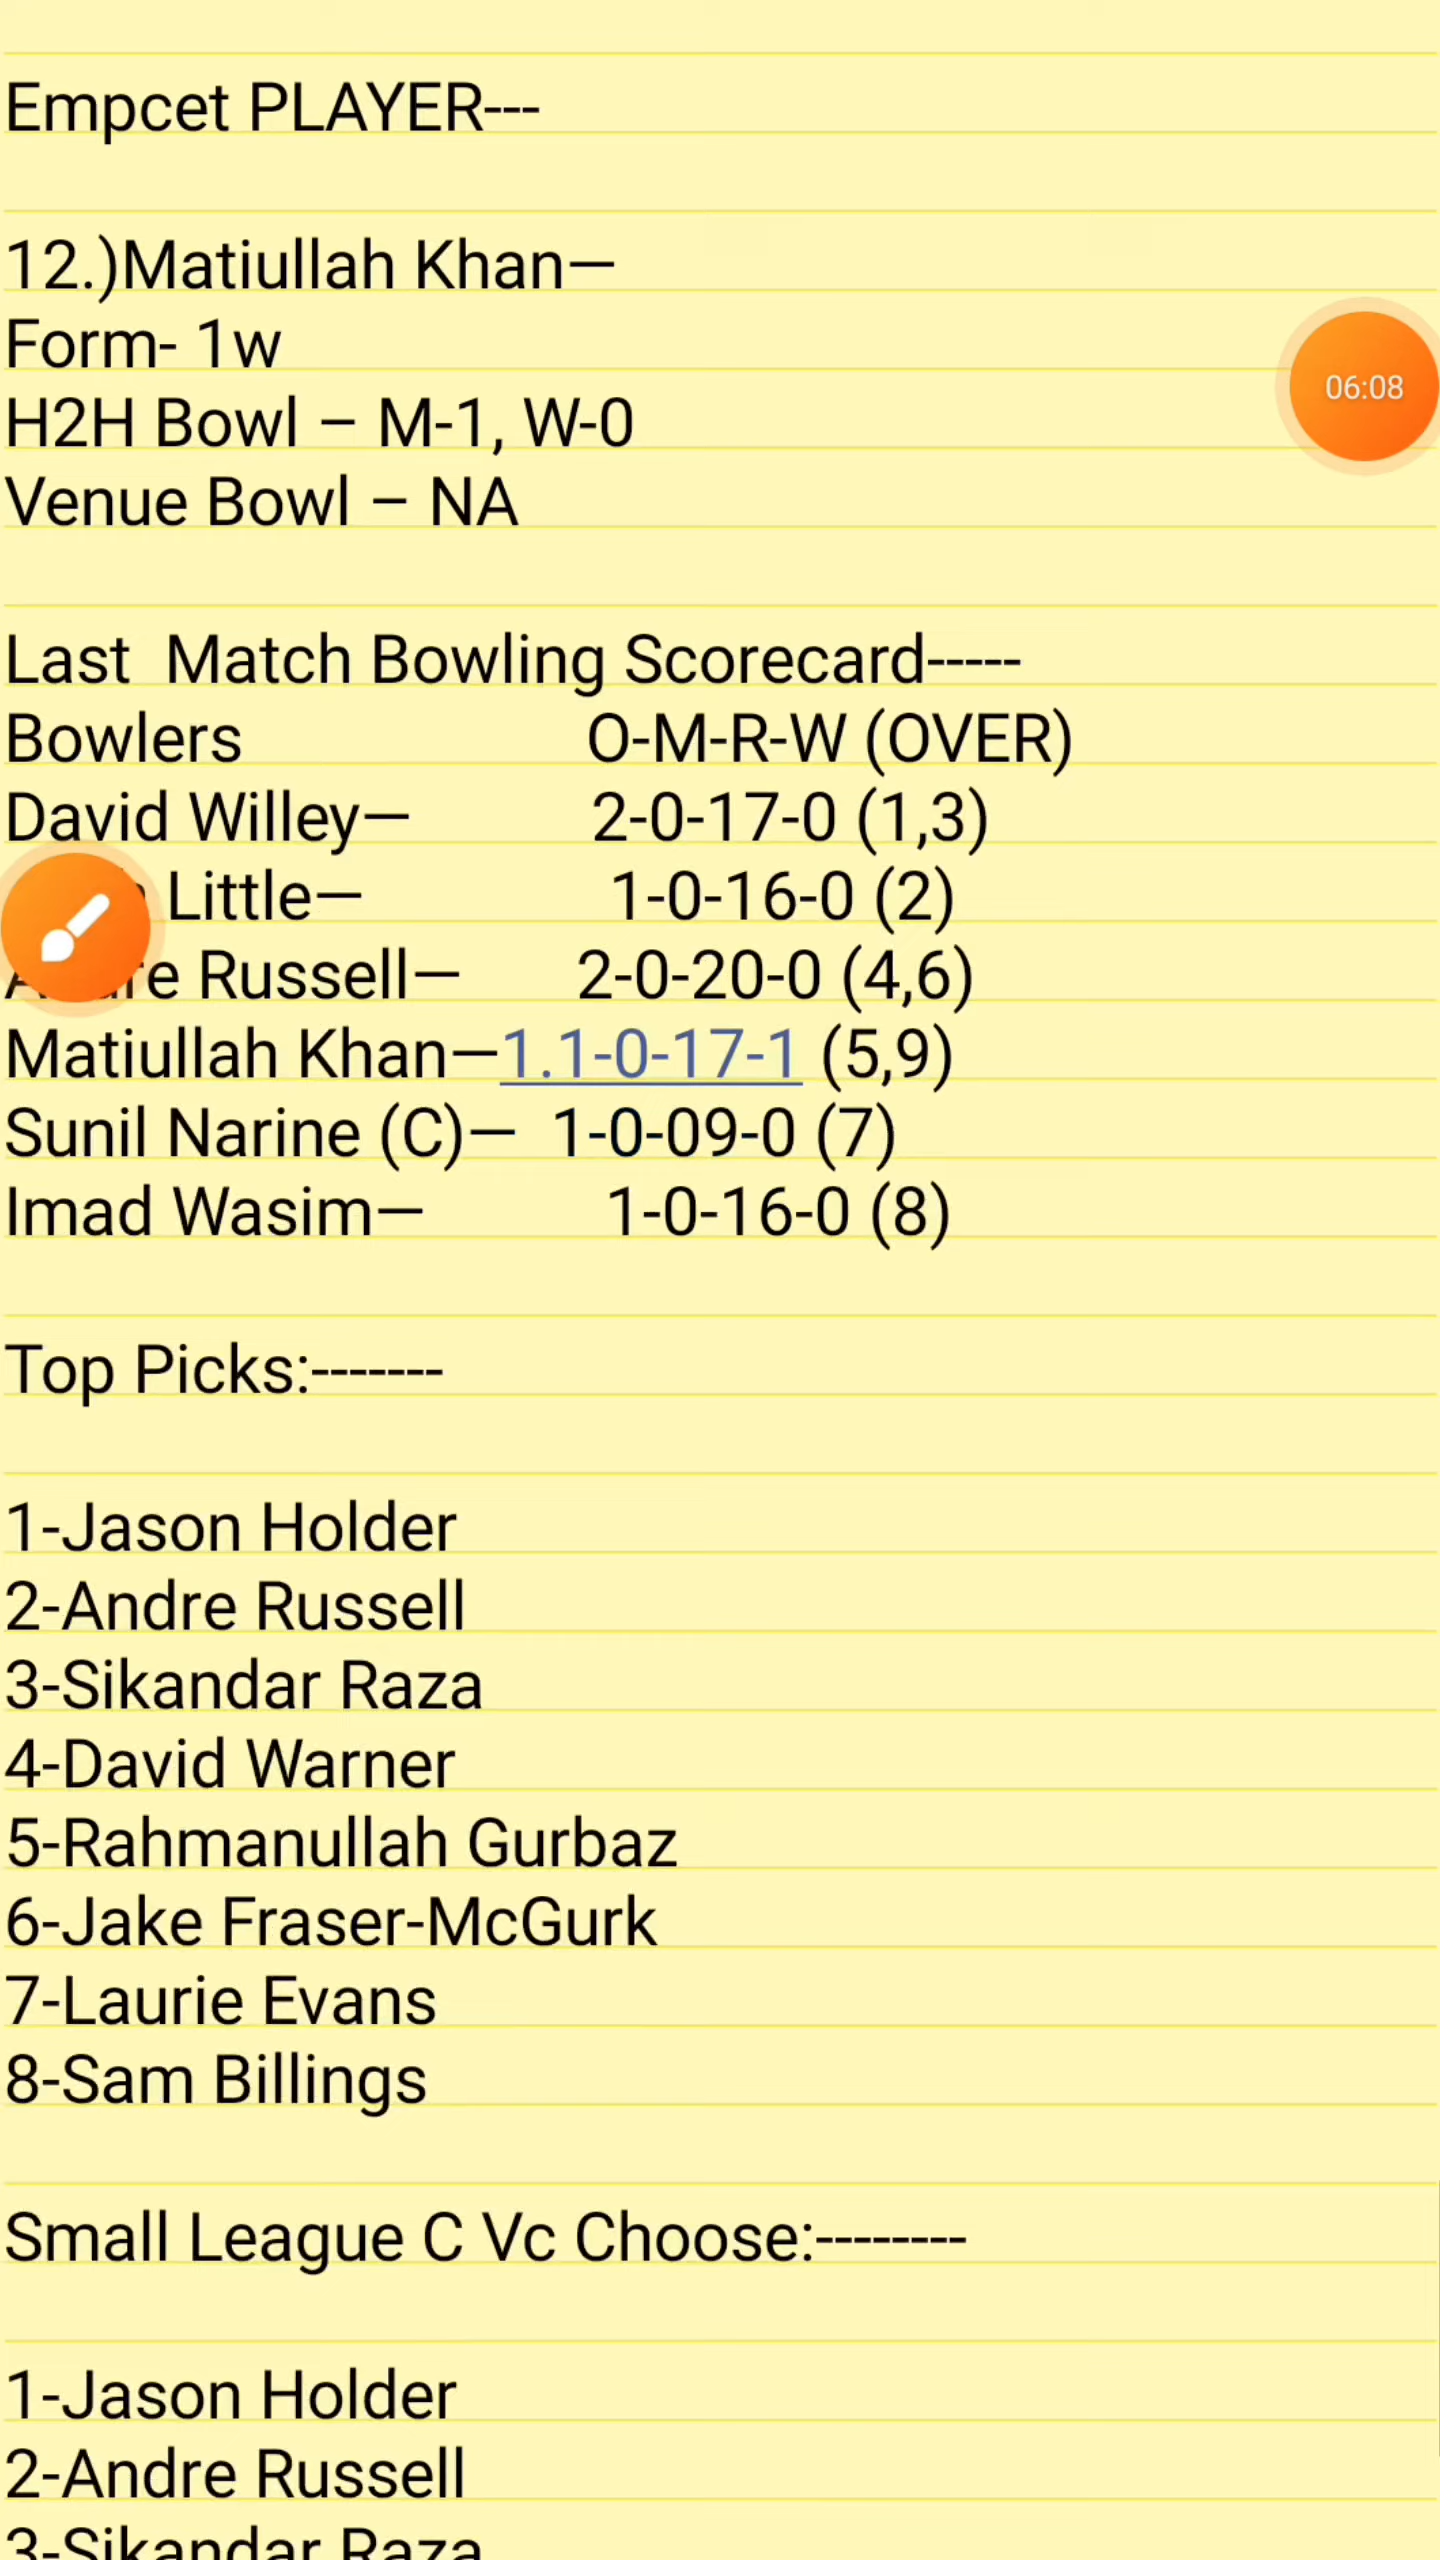 Empcet PLAYER---
12.)Matiullah Khan—
Form- 1w
06:08
H2H Bowl – M-1, W-0
Venue Bowl – NA
Last  Match Bowling Scorecard-----
Bowlers O-M-R-W (OVER)
David Willey— 2-0-17-0 (1,3)
Little— 1-0-16-0 (2)
Russell— 2-0-20-0 (4,6)
Matiullah Khan—1.1-0-17-1 (5,9)
Sunil Narine (C)— 1-0-09-0 (7)
Imad Wasim— 1-0-16-0 (8)
Top Picks:-------
1-Jason Holder
2-Andre Russell
3-Sikandar Raza
4-David Warner
5-Rahmanullah Gurbaz
6-Jake Fraser-McGurk
7-Laurie Evans
8-Sam Billings
Small League C Vc Choose:--------
1-Jason Holder
2-Andre Russell
3-Sikandar Raza